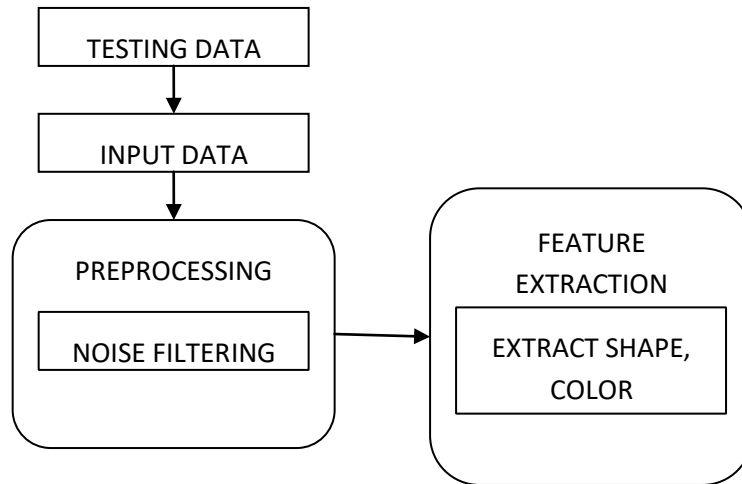 TESTING DATA
INPUT DATA
PREPROCESSING
NOISE FILTERING
FEATURE
EXTRACTION
EXTRACT SHAPE,
COLOR